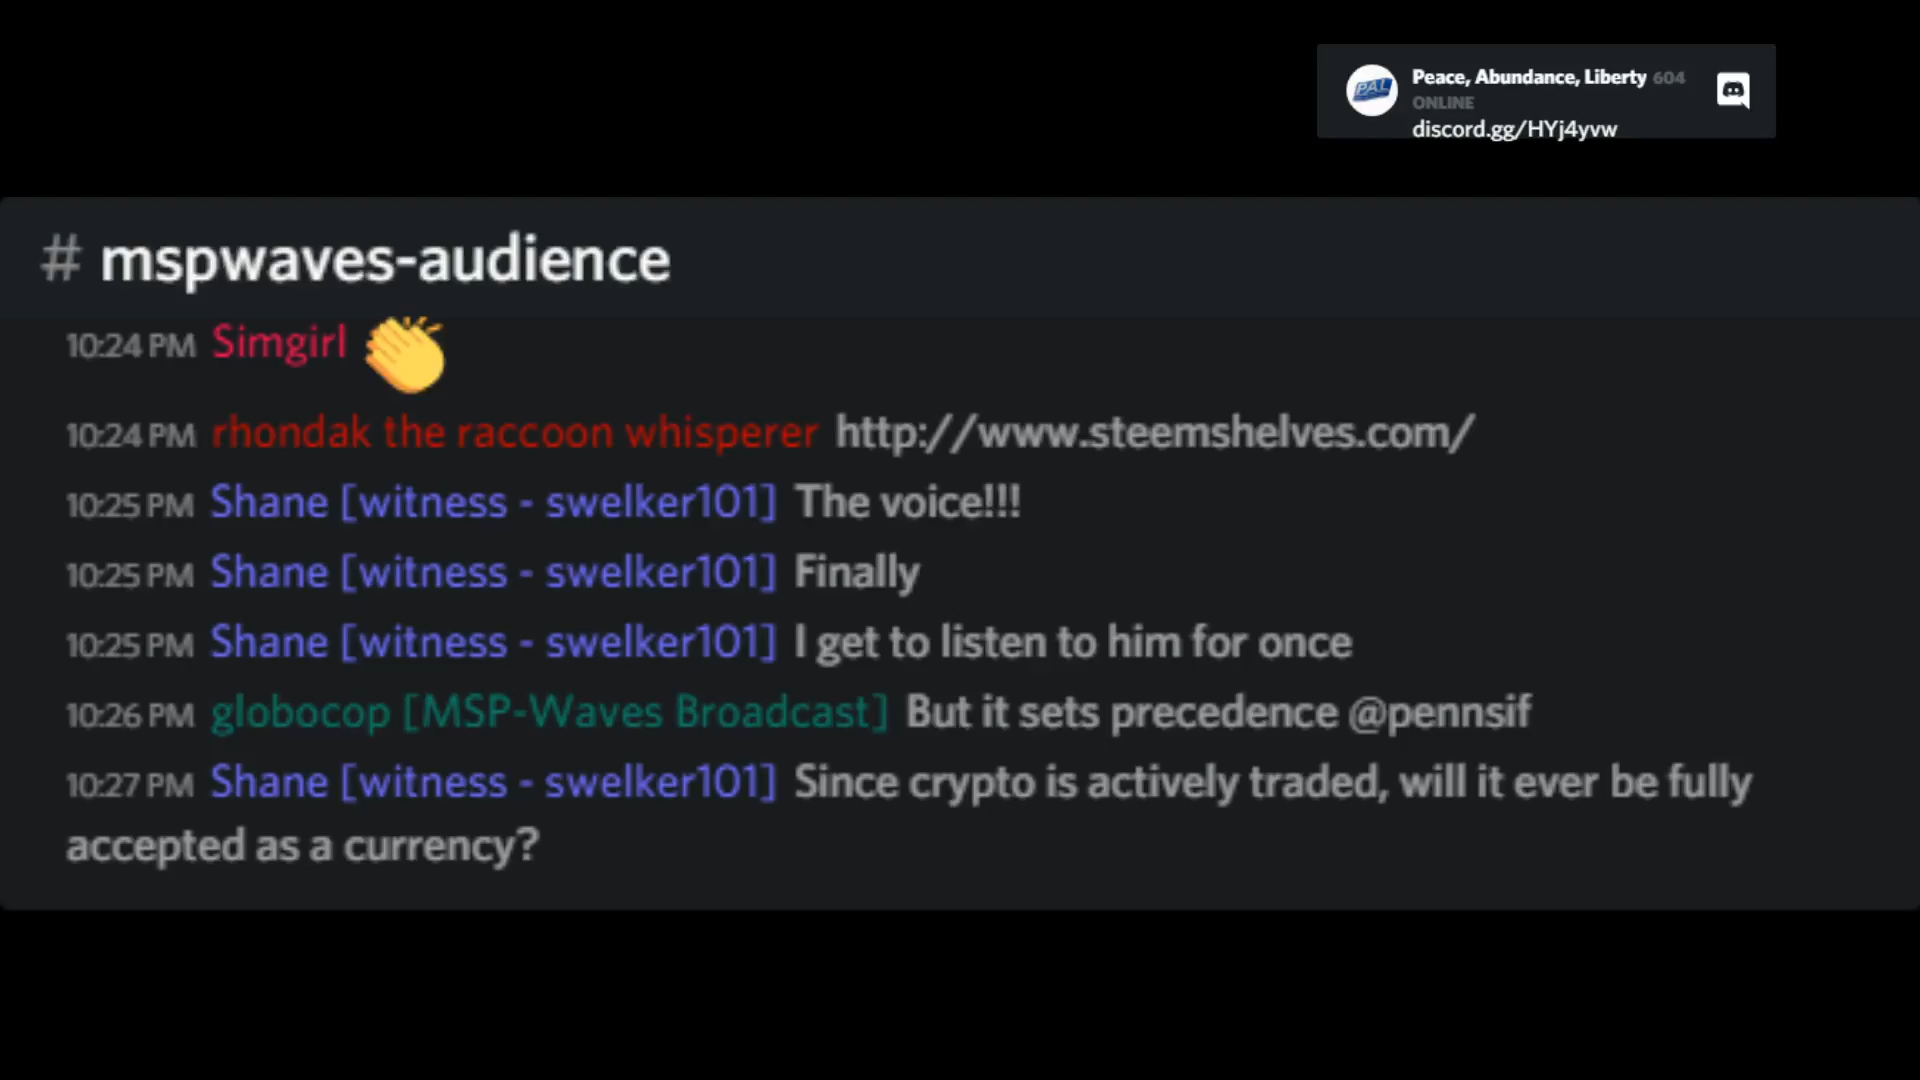 PAL Peace, Abundance, Liberty 604
ONLINE
discord.gg/HYj4yvw
# mspwaves-audience
10:24 PM Simgirl 👏
10:24 PM rhondak the raccoon whisperer http://www.steemshelves.com/
10:25 PM Shane [witness - swelker101] The voice!!!
10:25 PM Shane [witness - swelker101] Finally
10:25 PM Shane [witness - swelker101] I get to listen to him for once
10:26 PM globocop [MSP-Waves Broadcast] But it sets precedence @pennsif
10:27 PM Shane [witness - swelker101] Since crypto is actively traded, will it ever be fully
accepted as a currency?